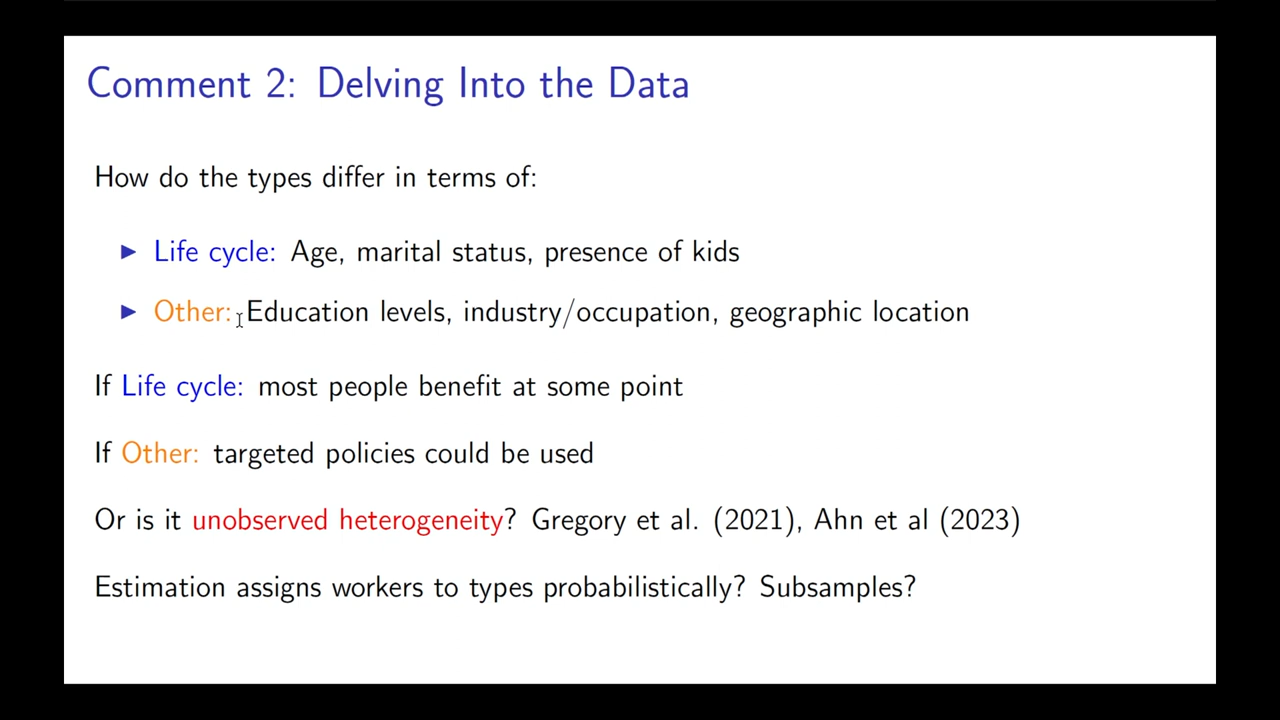 Comment 2: Delving Into the Data
How do the types differ in terms of:
▶ Life cycle: Age, marital status, presence of kids
▶ Other: Education levels, industry/occupation, geographic location
If Life cycle: most people benefit at some point
If Other: targeted policies could be used
Or is it unobserved heterogeneity? Gregory et al. (2021), Ahn et al (2023)
Estimation assigns workers to types probabilistically? Subsamples?